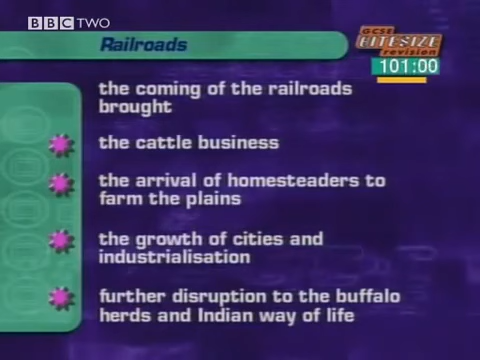 BBC TWO
Railroads
GCSE
BITESIZE
revision
101:00
the coming of the railroads
brought
the cattle business
the arrival of homesteaders to
farm the plains
the growth of cities and
industrialisation
further disruption to the buffalo
herds and Indian way of life